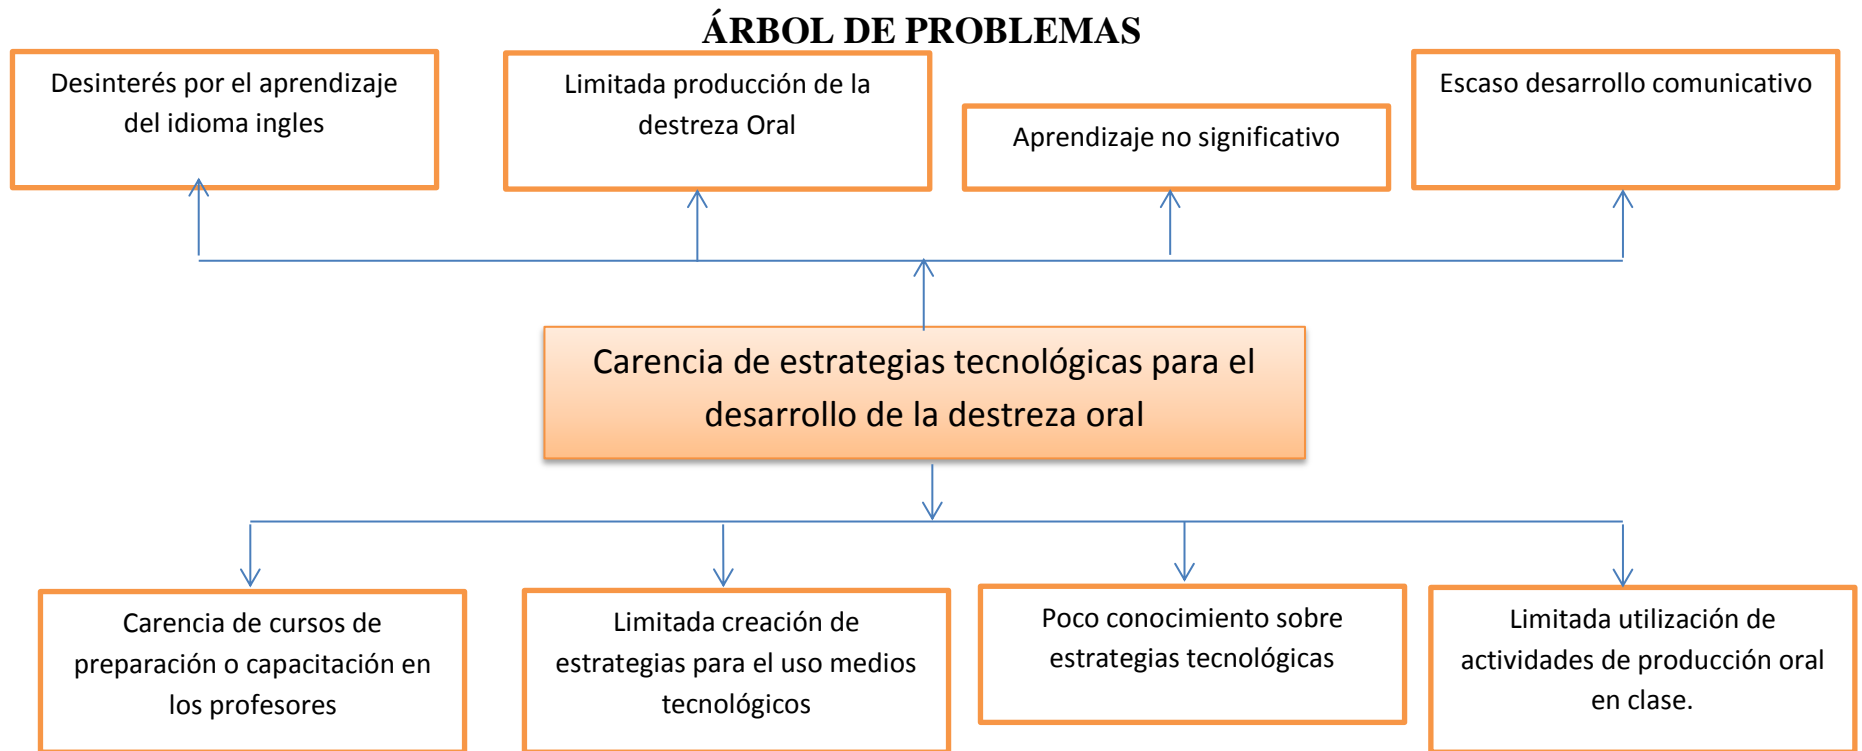 ÁRBOL DE PROBLEMAS
Desinterés por el aprendizaje
del idioma ingles
Limitada producción de la
destreza Oral
Aprendizaje no significativo
Escaso desarrollo comunicativo
Carencia de estrategias tecnológicas para el
desarrollo de la destreza oral
Carencia de cursos de
preparación o capacitación en
los profesores
Limitada creación de
estrategias para el uso medios
tecnológicos
Poco conocimiento sobre
estrategias tecnológicas
Limitada utilización de
actividades de producción oral
en clase.